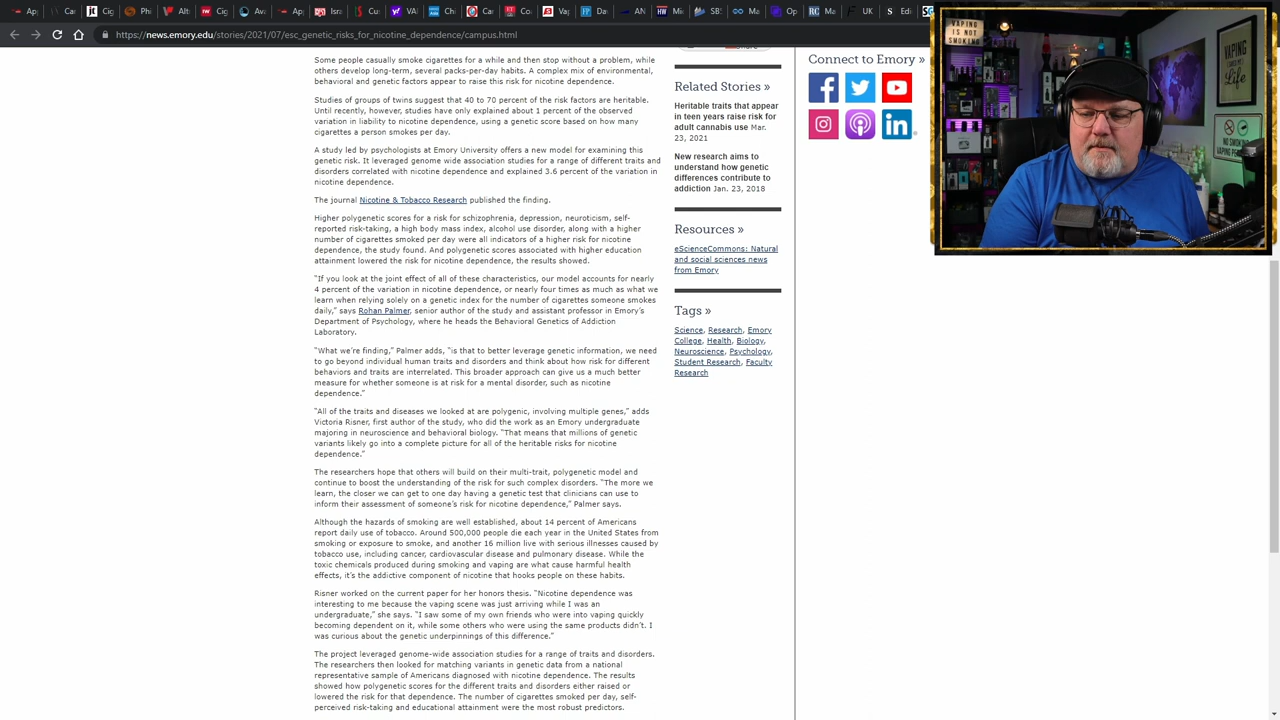 Ap
Car
Cig
Phi
Alt
Reg
Isr
Sci
VA
Ch
Car
CO
Va
Da
AN
Mi
SB
Ma
Op
Re
UK
Edi
https://news.emory.edu/stories/2021/07/esc_genetic_risks_for_nicotine_dependence/campus.html
Some people casually smoke cigarettes for a while and then stop without a problem, while
others develop long-term, several packs-per-day habits. A complex mix of environmental,
behavioral and genetic factors appear to raise this risk for nicotine dependence.
Studies of groups of twins suggest that 40 to 70 percent of the risk factors are heritable.
Until recently, however, studies have only explained about 1 percent of the observed
variation in liability to nicotine dependence, using a genetic score based on how many
cigarettes a person smokes per day.
A study led by psychologists at Emory University offers a new model for examining this
genetic risk. It leveraged genome wide association studies for a range of different traits and
disorders correlated with nicotine dependence and explained 3.6 percent of the variation in
nicotine dependence.
The journal Nicotine & Tobacco Research published the finding.
Higher polygenetic scores for a risk for schizophrenia, depression, neuroticism, self-
reported risk-taking, a high body mass index, alcohol use disorder, along with a higher
number of cigarettes smoked per day were all indicators of a higher risk for nicotine
dependence, the study found. And polygenetic scores associated with higher education
attainment lowered the risk for nicotine dependence, the results showed.
"If you look at the joint effect of all of these characteristics, our model accounts for nearly
4 percent of the variation in nicotine dependence, or nearly four times as much as what we
learn when relying solely on a genetic index for the number of cigarettes someone smokes
daily," says Rohan Palmer, senior author of the study and assistant professor in Emory's
Department of Psychology, where he heads the Behavioral Genetics of Addiction
Laboratory.
"What we're finding," Palmer adds, "is that to better leverage genetic information, we need
to go beyond individual human traits and disorders and think about how risk for different
behaviors and traits are interrelated. This broader approach can give us a much better
measure for whether someone is at risk for a mental disorder, such as nicotine
dependence."
"All of the traits and diseases we looked at are polygenic, involving multiple genes," adds
Victoria Risner, first author of the study, who did the work as an Emory undergraduate
majoring in neuroscience and behavioral biology. "That means that millions of genetic
variants likely go into a complete picture for all of the heritable risks for nicotine
dependence."
The researchers hope that others will build on their multi-trait, polygenetic model and
continue to boost the understanding of the risk for such complex disorders. "The more we
learn, the closer we can get to one day having a genetic test that clinicians can use to
inform their assessment of someone's risk for nicotine dependence," Palmer says.
Although the hazards of smoking are well established, about 14 percent of Americans
report daily use of tobacco. Around 500,000 people die each year in the United States from
smoking or exposure to smoke, and another 16 million live with serious illnesses caused by
tobacco use, including cancer, cardiovascular disease and pulmonary disease. While the
toxic chemicals produced during smoking and vaping are what cause harmful health
effects, it's the addictive component of nicotine that hooks people on these habits.
Risner worked on the current paper for her honors thesis. "Nicotine dependence was
interesting to me because the vaping scene was just arriving while I was an
undergraduate," she says. "I saw some of my own friends who were into vaping quickly
becoming dependent on it, while some others who were using the same products didn't. I
was curious about the genetic underpinnings of this difference."
The project leveraged genome-wide association studies for a range of traits and disorders.
The researchers then looked for matching variants in genetic data from a national
representative sample of Americans diagnosed with nicotine dependence. The results
showed how polygenetic scores for the different traits and disorders either raised or
lowered the risk for that dependence. The number of cigarettes smoked per day, self-
perceived risk-taking and educational attainment were the most robust predictors.
Related Stories »
Heritable traits that appear
in teen years raise risk for
adult cannabis use Mar.
23, 2021
New research aims to
understand how genetic
differences contribute to
addiction Jan. 23, 2018
Resources »
eScienceCommons: Natural
and social sciences news
from Emory
Tags »
Science, Research, Emory
College, Health, Biology,
Neuroscience, Psychology,
Student Research, Faculty
Research
Connect to Emory »
VAPING
IS NOT
SMOKING
VAPING
Life
NO SMOKING
VAPING